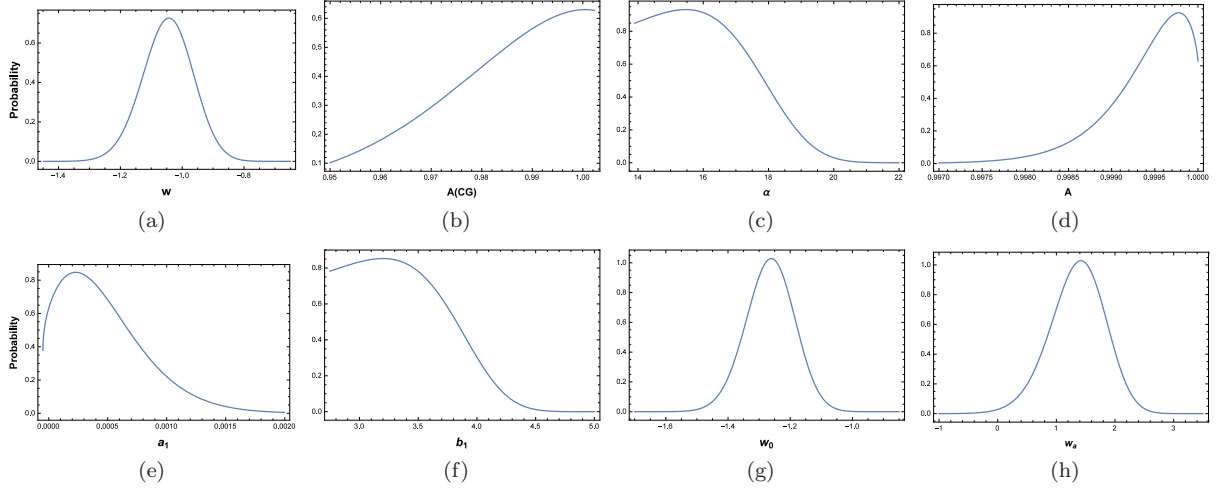 Probability
0.0 0.2 0.4 0.6
−1.4 −1.2 −1.0 −0.8
w
(a)
0.1 0.2 0.3 0.4 0.5 0.6
0.95 0.96 0.97 0.98 0.99 1.00
A(CG)
(b)
0.0 0.2 0.4 0.6 0.8
14 16 18 20 22
α
(c)
0.0 0.2 0.4 0.6 0.8
0.9970 0.9975 0.9980 0.9985 0.9990 0.9995 1.0000
A
(d)
Probability
0.0 0.2 0.4 0.6 0.8
0.0000 0.0005 0.0010 0.0015 0.0020
a₁
(e)
0.0 0.2 0.4 0.6 0.8
3.0 3.5 4.0 4.5 5.0
b₁
(f)
0.0 0.2 0.4 0.6 0.8 1.0
−1.6 −1.4 −1.2 −1.0
w₀
(g)
0.0 0.2 0.4 0.6 0.8 1.0
−1 0 1 2 3
wₐ
(h)